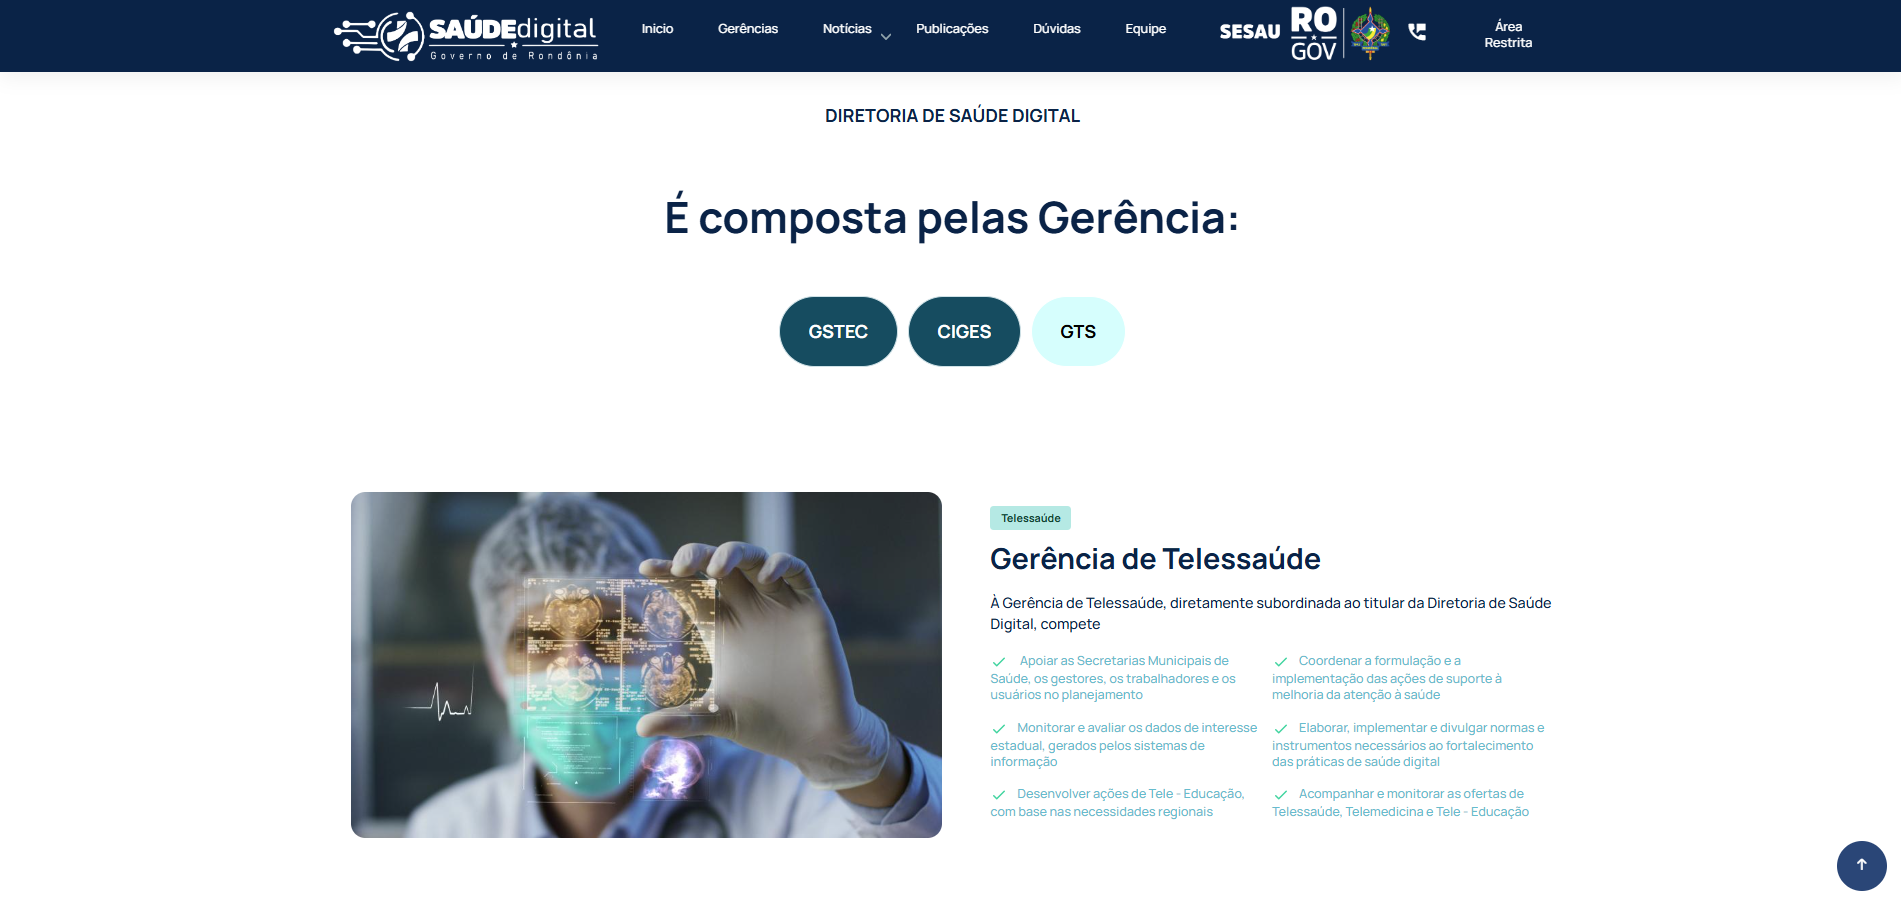 SAÚDEdigital
Governo de Rondônia
Inicio
Gerências
Notícias
Publicações
Dúvidas
Equipe
SESAU
RO
GOV
Área
Restrita
DIRETORIA DE SAÚDE DIGITAL
É composta pelas Gerência:
GSTEC
CIGES
GTS
Telessaúde
Gerência de Telessaúde
À Gerência de Telessaúde, diretamente subordinada ao titular da Diretoria de Saúde
Digital, compete
Apoiar as Secretarias Municipais de
Saúde, os gestores, os trabalhadores e os
usuários no planejamento
Coordenar a formulação e a
implementação das ações de suporte à
melhoria da atenção à saúde
Monitorar e avaliar os dados de interesse
estadual, gerados pelos sistemas de
informação
Elaborar, implementar e divulgar normas e
instrumentos necessários ao fortalecimento
das práticas de saúde digital
Desenvolver ações de Tele - Educação,
com base nas necessidades regionais
Acompanhar e monitorar as ofertas de
Telessaúde, Telemedicina e Tele - Educação